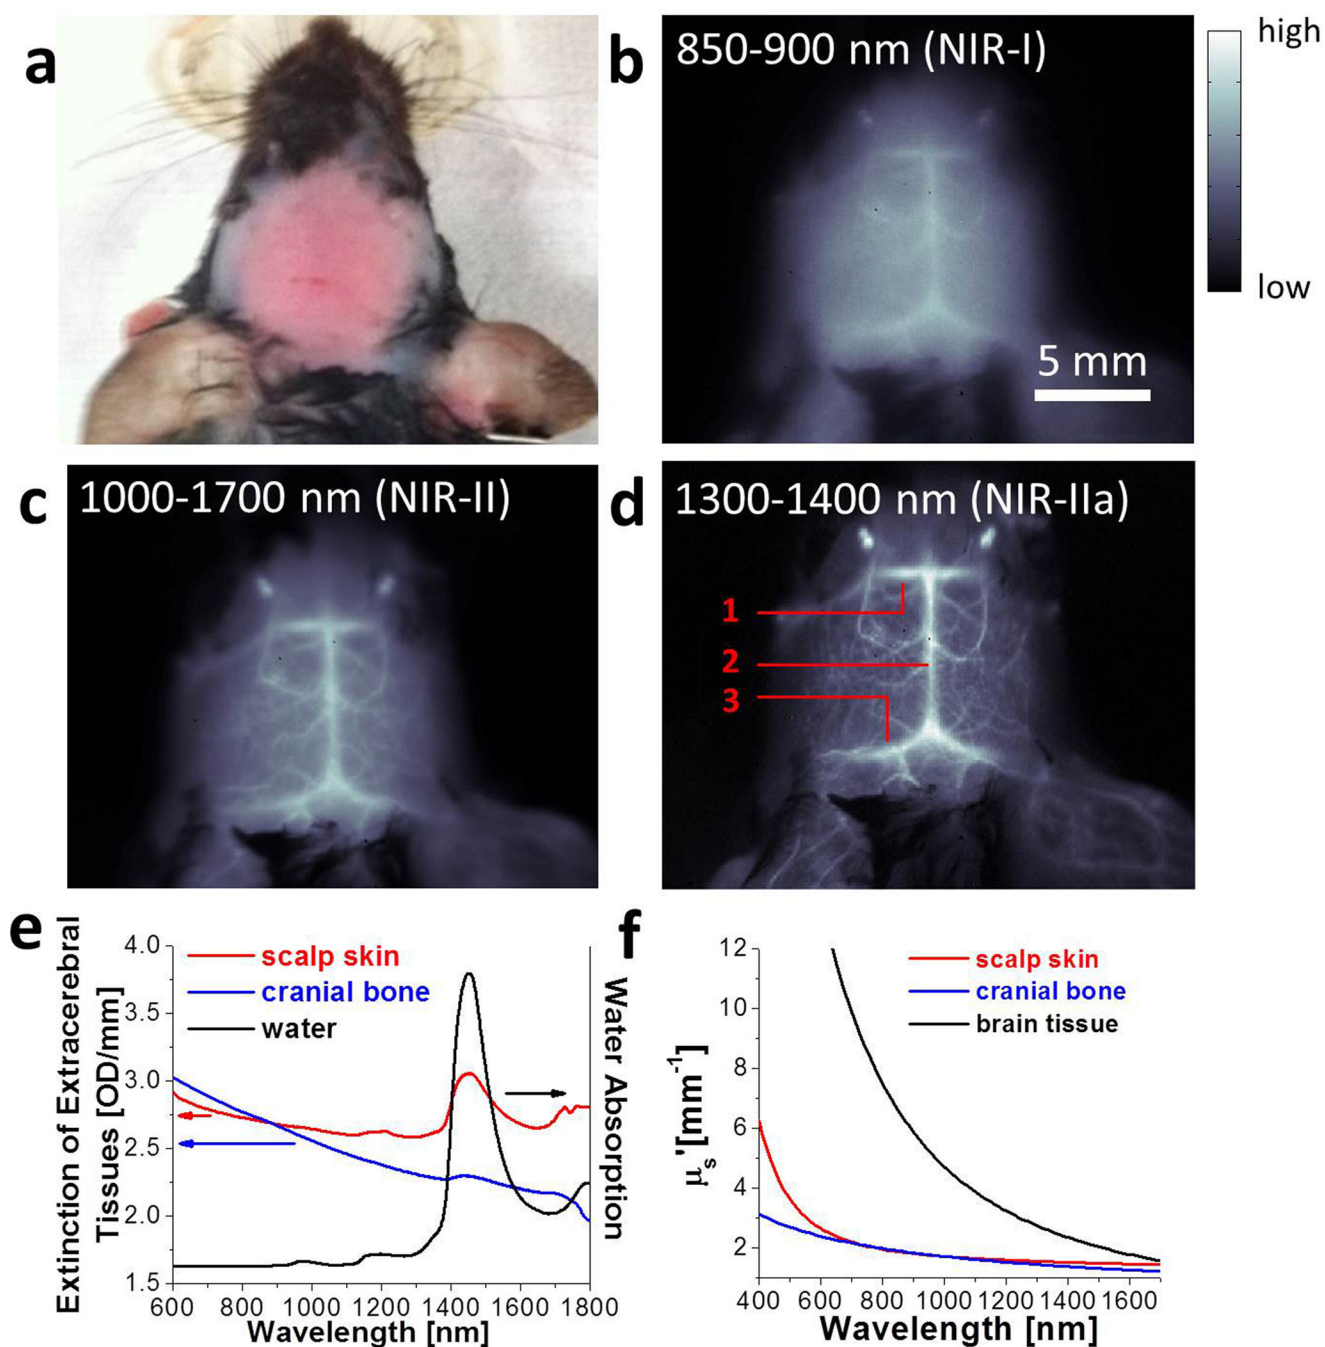 a
b
850-900 nm (NIR-I)
high
low
5 mm
c
1000-1700 nm (NIR-II)
d
1300-1400 nm (NIR-IIa)
1
2
3
e
Extinction of Extracerebral
Tissues [OD/mm]
4.0
3.5
3.0
2.5
2.0
1.5
scalp skin
cranial bone
water
Water Absorption
600 800 1000 1200 1400 1600 1800
Wavelength [nm]
f
μs'[mm-1]
12
10
8
6
4
2
scalp skin
cranial bone
brain tissue
400 600 800 1000 1200 1400 1600
Wavelength [nm]